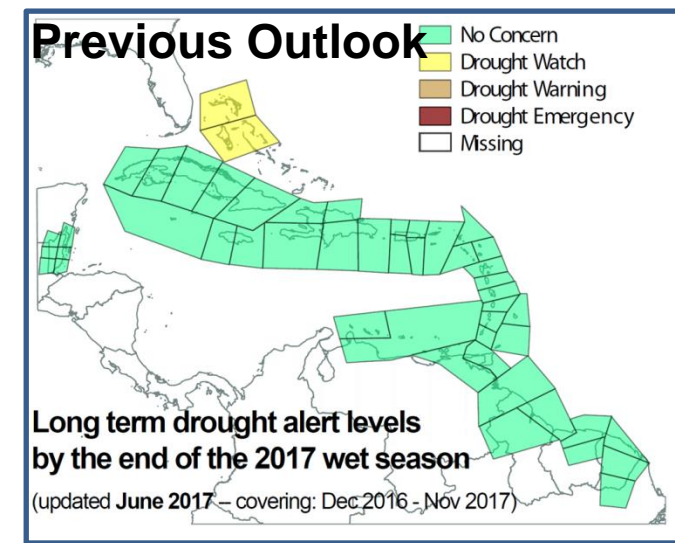 Previous Outlook
No Concern
Drought Watch
Drought Warning
Drought Emergency
Missing
Long term drought alert levels
by the end of the 2017 wet season
(updated June 2017 – covering: Dec 2016 - Nov 2017)